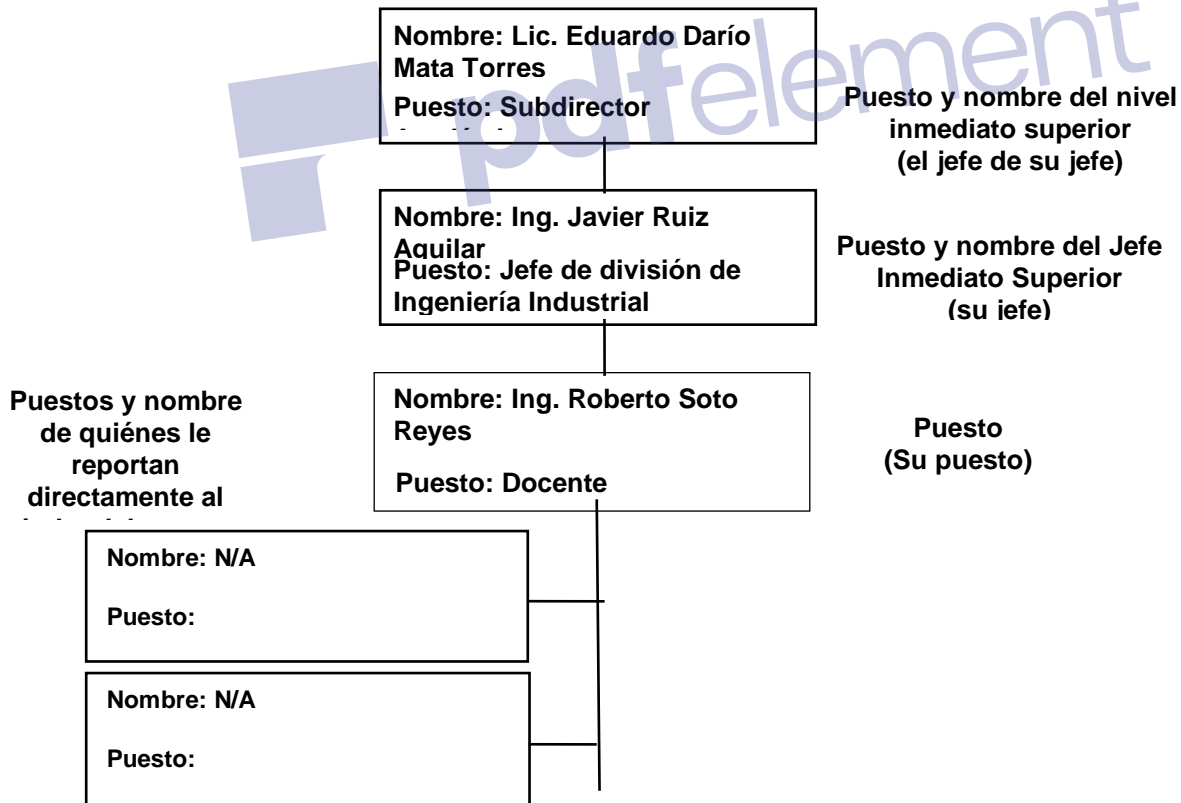 pdfelement
Nombre: Lic. Eduardo Darío
Mata Torres
Puesto: Subdirector
Puesto y nombre del nivel
inmediato superior
(el jefe de su jefe)
Nombre: Ing. Javier Ruiz
Aguilar
Puesto: Jefe de división de
Ingeniería Industrial
Puesto y nombre del Jefe
Inmediato Superior
(su jefe)
Nombre: Ing. Roberto Soto
Reyes
Puesto: Docente
Puesto
(Su puesto)
Puestos y nombre
de quiénes le
reportan
directamente al
Nombre: N/A
Puesto:
Nombre: N/A
Puesto: